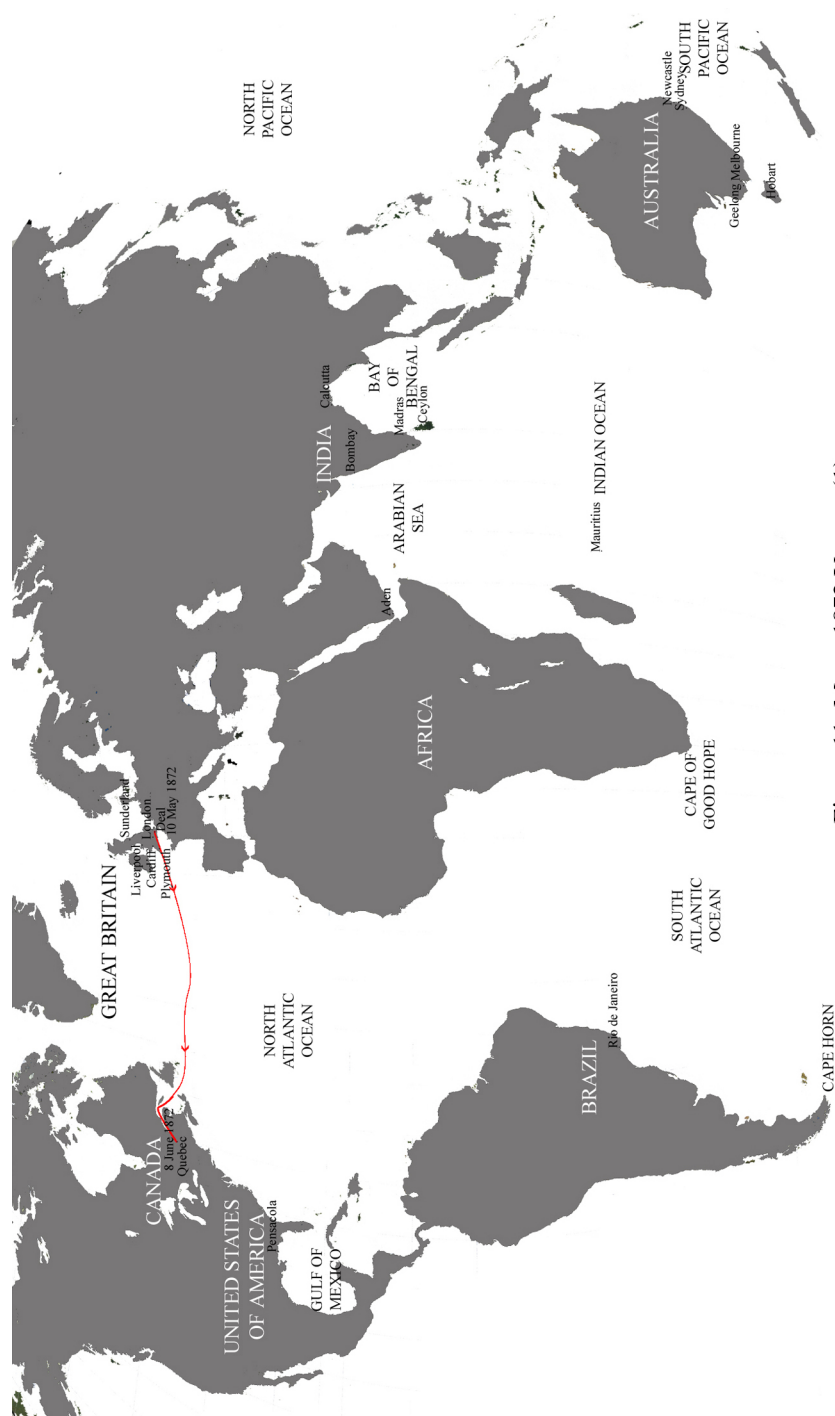 GREAT BRITAIN
Sunderland
Liverpool
Cardiff London
Plymouth Deal
10 May 1872
CANADA
8 June 1872
Quebec
UNITED STATES
OF AMERICA
Pensacola
GULF OF
MEXICO
NORTH
ATLANTIC
OCEAN
NORTH
PACIFIC
OCEAN
INDIA
Calcutta
Bombay
BAY
OF
BENGAL
Madras
Ceylon
ARABIAN
SEA
Aden
AFRICA
BRAZIL
Rio de Janeiro
Mauritius
INDIAN OCEAN
AUSTRALIA
Newcastle
Sydney
SOUTH
PACIFIC
OCEAN
Geelong Melbourne
Hobart
SOUTH
ATLANTIC
OCEAN
CAPE OF
GOOD HOPE
CAPE HORN